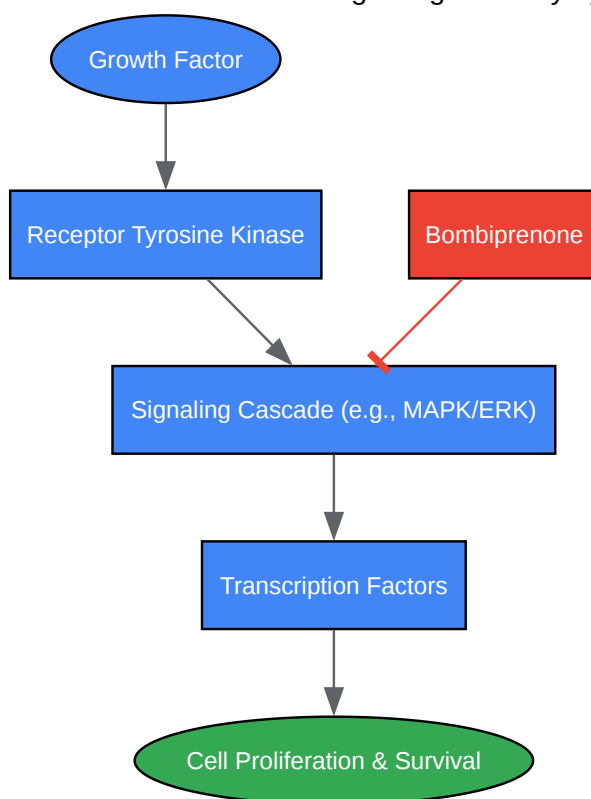 Growth Factor
Receptor Tyrosine Kinase
Bombiprenone
Signaling Cascade (e.g., MAPK/ERK)
Transcription Factors
Cell Proliferation & Survival